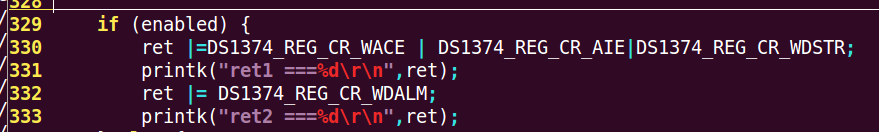 328
329     if (enabled) {
330         ret |=DS1374_REG_CR_WACE | DS1374_REG_CR_AIE|DS1374_REG_CR_WDSTR;
331         printk("ret1 ===%d\r\n",ret);
332         ret |= DS1374_REG_CR_WDALM;
333         printk("ret2 ===%d\r\n",ret);